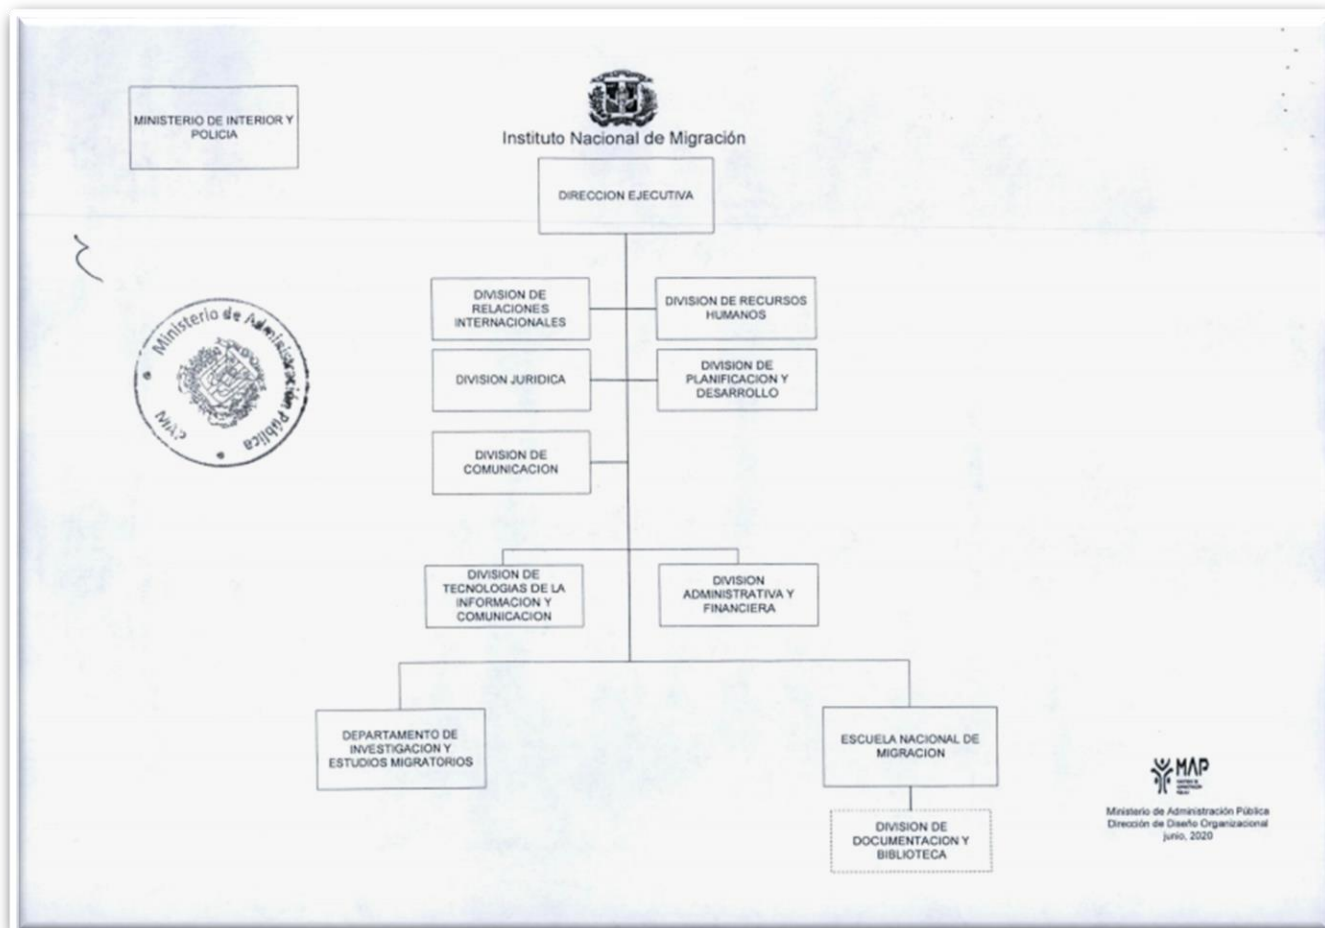 MINISTERIO DE INTERIOR Y
POLICIA
Instituto Nacional de Migración
DIRECCION EJECUTIVA
DIVISION DE
RELACIONES
INTERNACIONALES
DIVISION DE RECURSOS
HUMANOS
DIVISION JURIDICA
DIVISION DE
PLANIFICACION Y
DESARROLLO
DIVISION DE
COMUNICACION
Ministerio de Administración Pública
MAP
DIVISION DE
TECNOLOGIAS DE LA
INFORMACION Y
COMUNICACION
DIVISION
ADMINISTRATIVA Y
FINANCIERA
DEPARTAMENTO DE
INVESTIGACION Y
ESTUDIOS MIGRATORIOS
ESCUELA NACIONAL DE
MIGRACION
DIVISION DE
DOCUMENTACION Y
BIBLIOTECA
MAP
Ministerio de Administración Pública
Dirección de Diseño Organizacional
junio, 2020